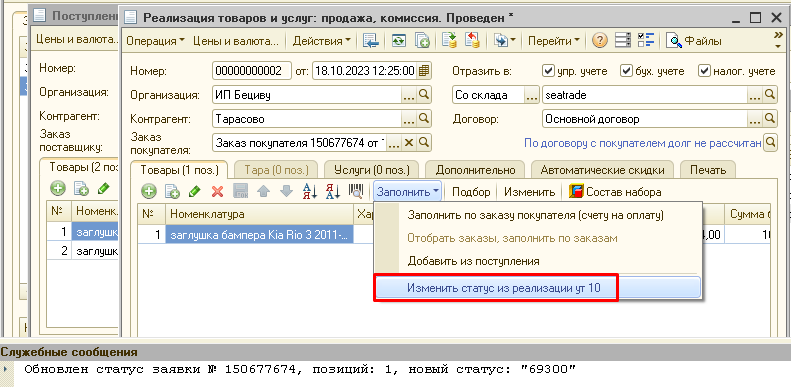 Поступлени
Реализация товаров и услуг: продажа, комиссия. Проведен *
Цены и валюта...
Операция
Цены и валюта...
Действия
Перейти
Файлы
Номер:
Номер:
00000000002
от:
18.10.2023 12:25:00
Отразить в:
упр. учете
бух. учете
налог. учете
Организация:
Организация:
ИП Бециву
Со склада
seatrade
Контрагент:
Контрагент:
Тарасово
Договор:
Основной договор
Заказ
поставщику:
Заказ
покупателя:
Заказ покупателя 150677674 от
По договору с покупателем долг не рассчитан
Товары (2 поз
Товары (1 поз.)
Тара (0 поз.)
Услуги (0 поз.)
Дополнительно
Автоматические скидки
Печать
Заполнить
Подбор
Изменить
Состав набора
№
Номенк
№
Номенклатура
Хар
Сумма б
1
заглушк
1
заглушка бампера Kia Rio 3 2011-...
4,00
10
2
заглушк
Заполнить по заказу покупателя (счету на оплату)
Отобрать заказы, заполнить по заказам
Добавить из поступления
Изменить статус из реализации ут 10
Служебные сообщения
Обновлен статус заявки № 150677674, позиций: 1, новый статус: "69300"